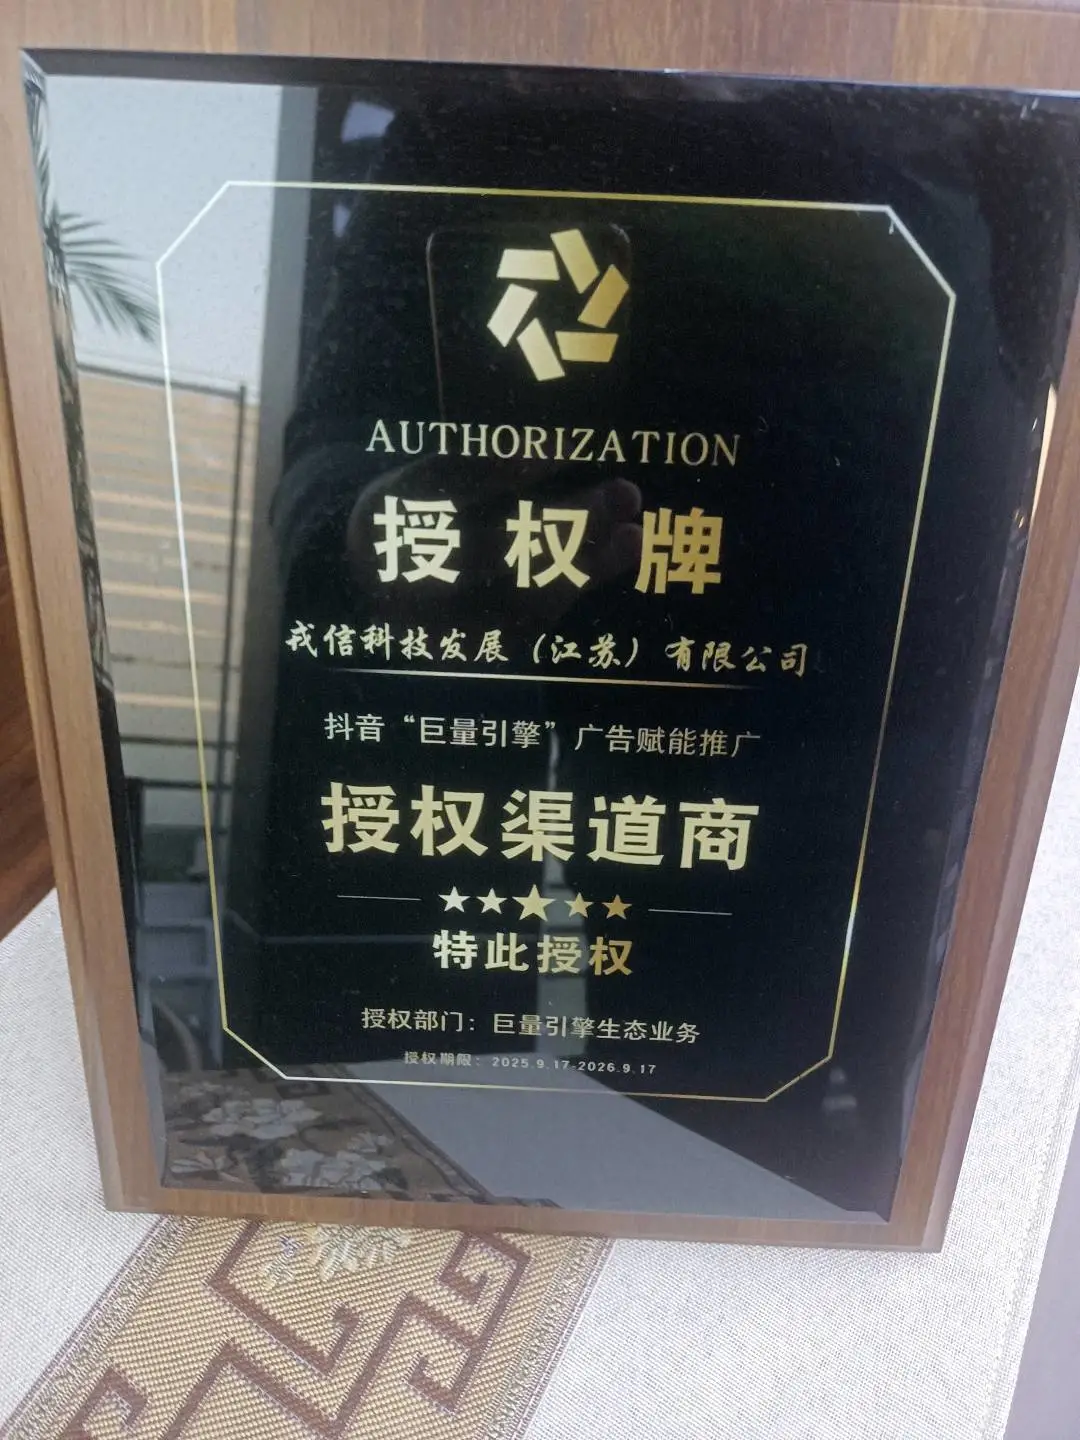 AUTHORIZATION
授权牌
戎信科技发展（江苏）有限公司
抖音“巨量引擎”广告赋能推广
授权渠道商
特此授权
授权部门：巨量引擎生态业务
授权期限：2025.9.17-2026.9.17